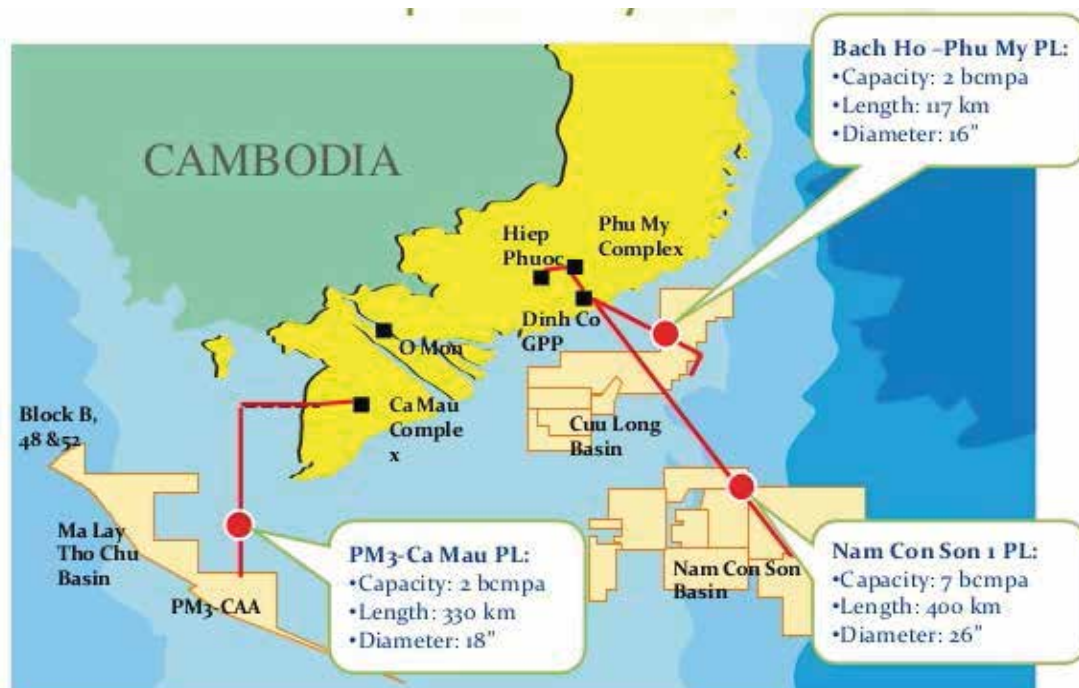 Bach Ho –Phu My PL:
•Capacity: 2 bcmpa
•Length: 117 km
•Diameter: 16"
CAMBODIA
Hiep
Phuoc
Phu My
Complex
Dinh Co
GPP
O Mon
Ca Mau
Comple
x
Cuu Long
Basin
Block B,
48 &52
Ma Lay
Tho Chu
Basin
PM3-CAA
PM3-Ca Mau PL:
•Capacity: 2 bcmpa
•Length: 330 km
•Diameter: 18"
Nam Con Son
Basin
Nam Con Son 1 PL:
•Capacity: 7 bcmpa
•Length: 400 km
•Diameter: 26"